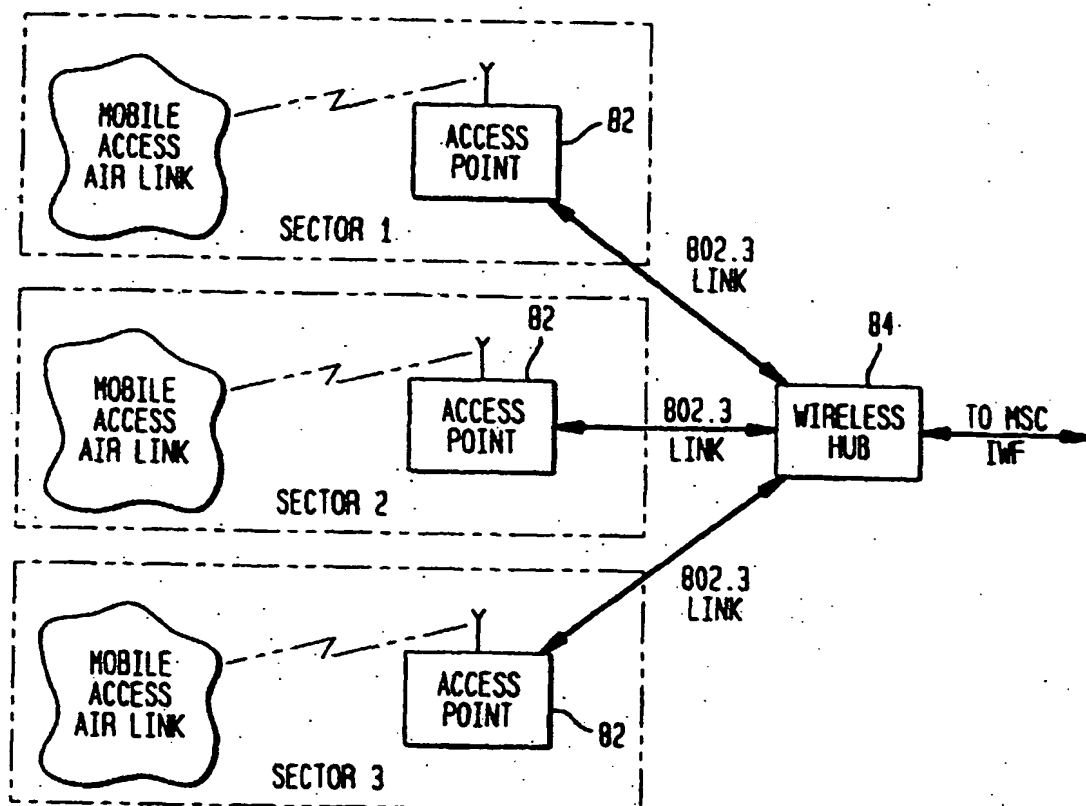 MOBILE
ACCESS
AIR LINK
ACCESS
POINT
82
SECTOR 1
802.3
LINK
MOBILE
ACCESS
AIR LINK
82
ACCESS
POINT
SECTOR 2
802.3
LINK
84
WIRELESS
HUB
TO MSC
IWF
MOBILE
ACCESS
AIR LINK
ACCESS
POINT
82
SECTOR 3
802.3
LINK